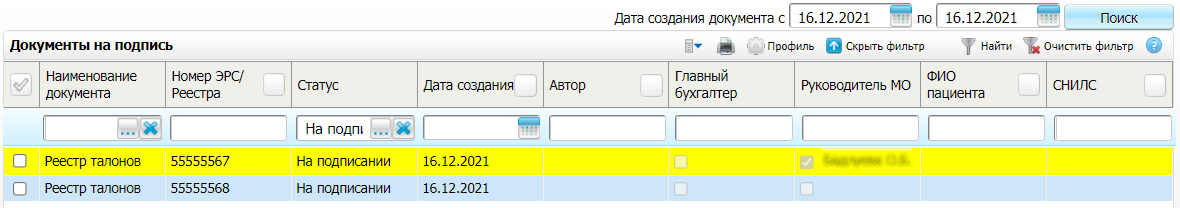 Дата создания документа с 16.12.2021 по 16.12.2021 Поиск
Документы на подпись Профиль Скрыть фильтр Найти Очистить фильтр ?
Наименование документа Номер ЭРС/ Реестра Статус Дата создания Автор Главный бухгалтер Руководитель МО ФИО пациента СНИЛС
... На подпи ...
Реестр талонов 55555567 На подписании 16.12.2021
Реестр талонов 55555568 На подписании 16.12.2021